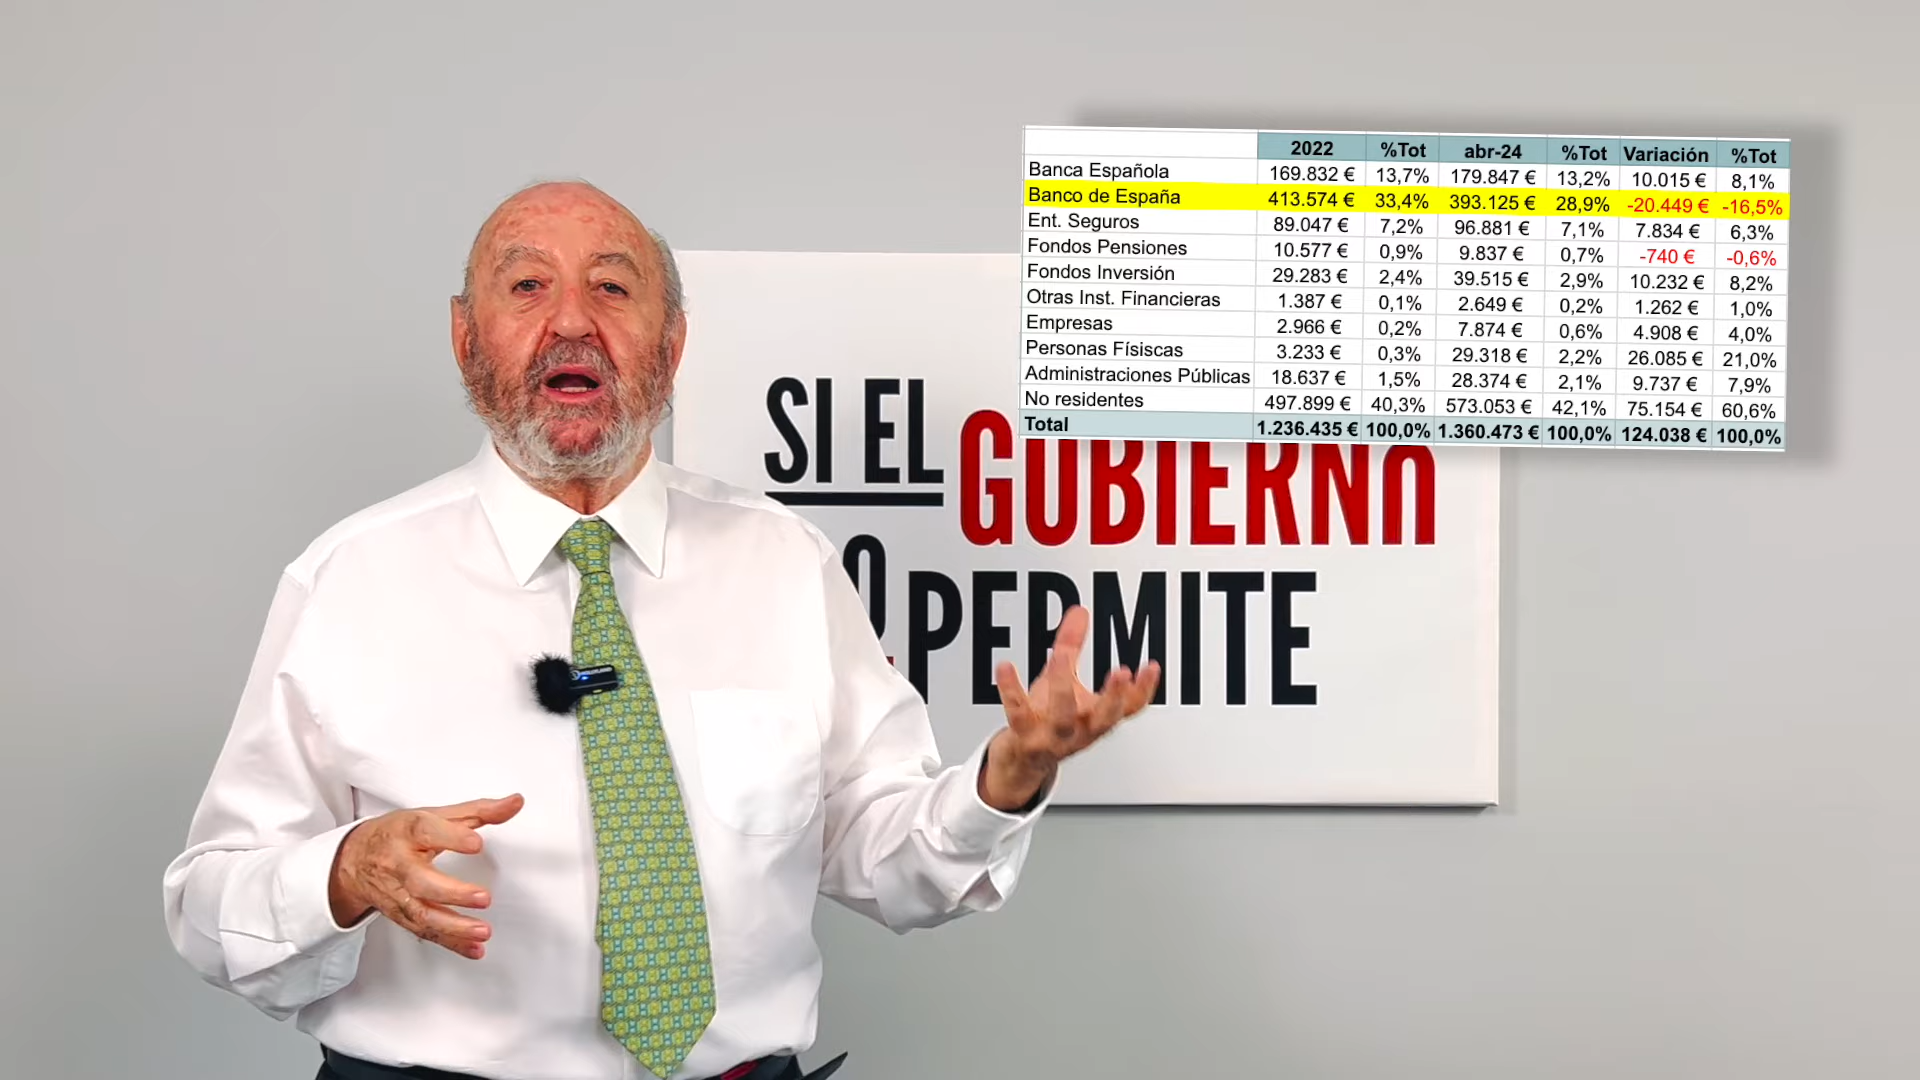 2022 %Tot abr-24 %Tot Variación %Tot
Banca Española 169.832 € 13,7% 179.847 € 13,2% 10.015 € 8,1%
Banco de España 413.574 € 33,4% 393.125 € 28,9% -20.449 € -16,5%
Ent. Seguros 89.047 € 7,2% 96.881 € 7,1% 7.834 € 6,3%
Fondos Pensiones 10.577 € 0,9% 9.837 € 0,7% -740 € -0,6%
Fondos Inversión 29.283 € 2,4% 39.515 € 2,9% 10.232 € 8,2%
Otras Inst. Financieras 1.387 € 0,1% 2.649 € 0,2% 1.262 € 1,0%
Empresas 2.966 € 0,2% 7.874 € 0,6% 4.908 € 4,0%
Personas Físiscas 3.233 € 0,3% 29.318 € 2,2% 26.085 € 21,0%
Administraciones Públicas 18.637 € 1,5% 28.374 € 2,1% 9.737 € 7,9%
No residentes 497.899 € 40,3% 573.053 € 42,1% 75.154 € 60,6%
Total 1.236.435 € 100,0% 1.360.473 € 100,0% 124.038 € 100,0%
SI EL GOBIERNO
PERMITE